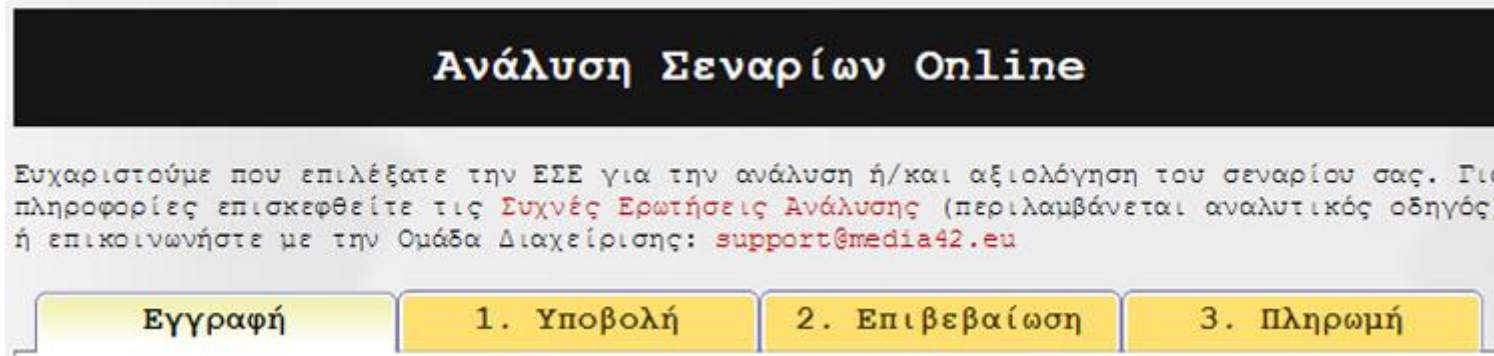 Ανάλυση Σεναρίων Online
Ευχαριστούμε που επιλέξατε την ΕΣΕ για την ανάλυση ή/και αξιολόγηση του σεναρίου σας. Για
πληροφορίες επισκεφθείτε τις Συχνές Ερωτήσεις Ανάλυσης (περιλαμβάνεται αναλυτικός οδηγός)
ή επικοινωνήστε με την Ομάδα Διαχείρισης: support@media42.eu
Εγγραφή 1. Υποβολή 2. Επιβεβαίωση 3. Πληρωμή